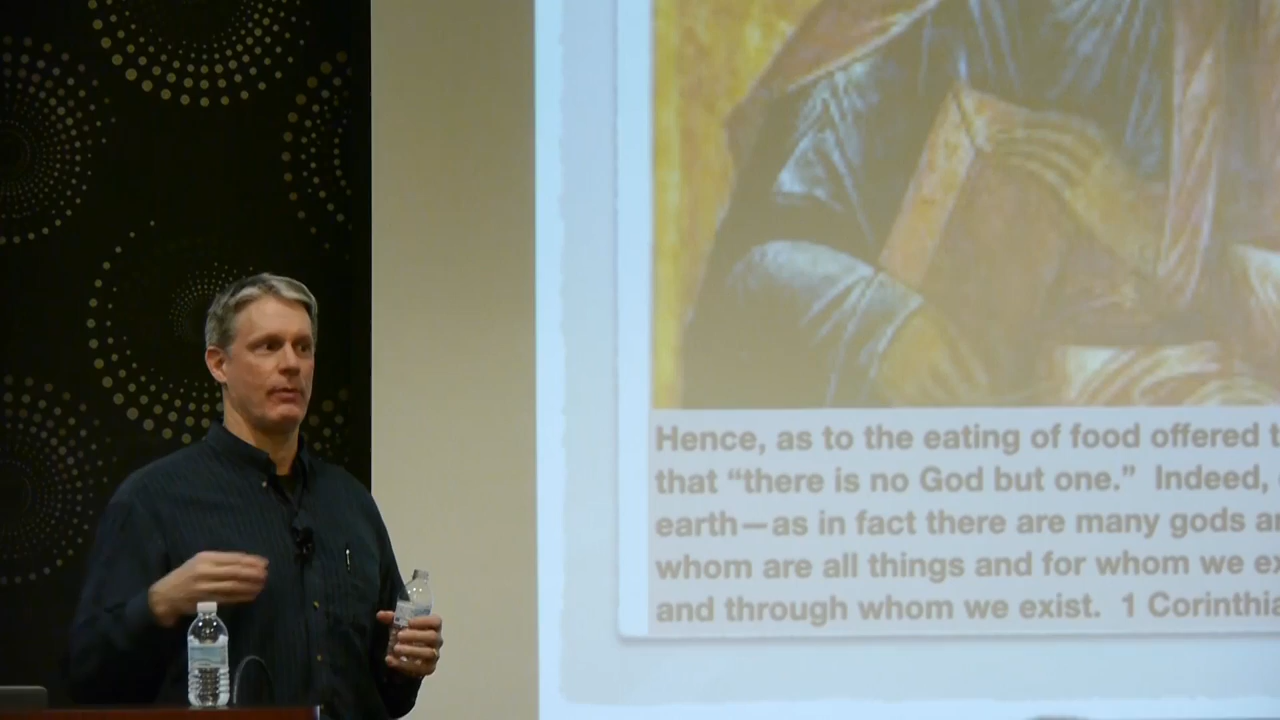 Hence, as to the eating of food offered
that “there is no God but one.” Indeed,
earth—as in fact there are many gods
whom are all things and for whom we
and through whom we exist. 1